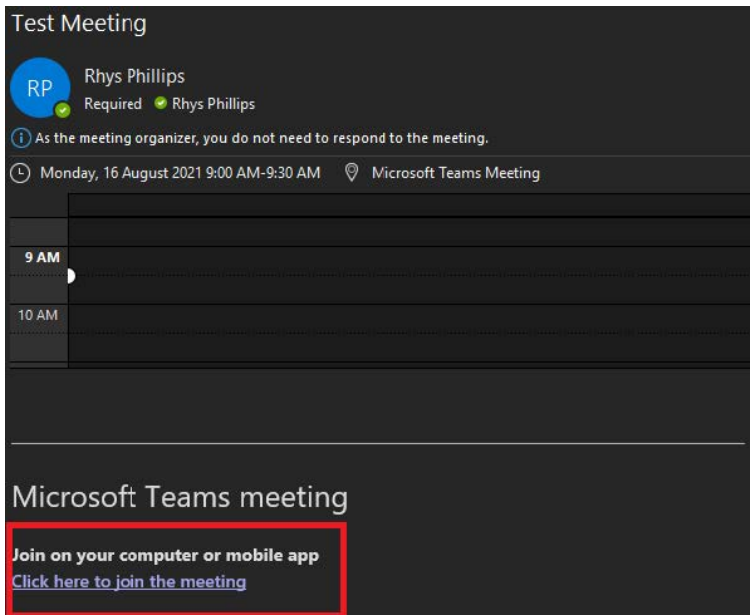 Test Meeting
RP
Rhys Phillips
Required Rhys Phillips
As the meeting organizer, you do not need to respond to the meeting.
Monday, 16 August 2021 9:00 AM-9:30 AM Microsoft Teams Meeting
9 AM
10 AM
Microsoft Teams meeting
Join on your computer or mobile app
Click here to join the meeting